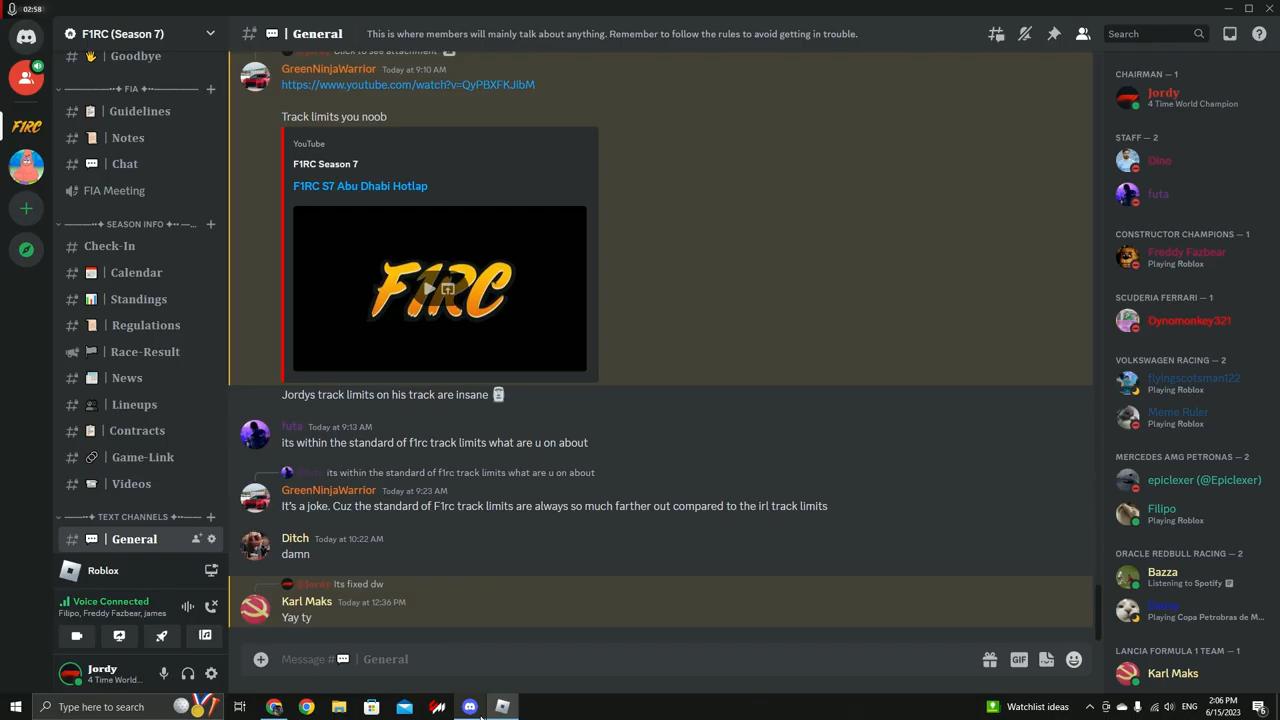 02:58
F1RC (Season 7)
Goodbye
FIA
Guidelines
Notes
Chat
FIA Meeting
SEASON INFO
Check-In
Calendar
Standings
Regulations
Race-Result
News
Lineups
Contracts
Game-Link
Videos
TEXT CHANNELS
General
Roblox
Voice Connected
Filipo, Freddy Fazbear, james
Jordy
4 Time World...
| General
This is where members will mainly talk about anything. Remember to follow the rules to avoid getting in trouble.
Search
Click to see attachment
GreenNinjaWarrior Today at 9:10 AM
https://www.youtube.com/watch?v=QyPBXFKJibM
Track limits you noob
YouTube
F1RC Season 7
F1RC S7 Abu Dhabi Hotlap
F1RC
Jordys track limits on his track are insane
futa Today at 9:13 AM
its within the standard of f1rc track limits what are u on about
its within the standard of f1rc track limits what are u on about
GreenNinjaWarrior Today at 9:23 AM
It's a joke. Cuz the standard of F1rc track limits are always so much farther out compared to the irl track limits
Ditch Today at 10:22 AM
damn
@Jordy Its fixed dw
Karl Maks Today at 12:36 PM
Yay ty
Message # | General
GIF
CHAIRMAN — 1
Jordy
4 Time World Champion
STAFF — 2
Dino
futa
CONSTRUCTOR CHAMPIONS — 1
Freddy Fazbear
Playing Roblox
SCUDERIA FERRARI — 1
Dynomonkey321
VOLKSWAGEN RACING — 2
flyingscotsman122
Playing Roblox
Meme Ruler
Playing Roblox
MERCEDES AMG PETRONAS — 2
epiclexer (@Epiclexer)
Filipo
Playing Roblox
ORACLE REDBULL RACING — 2
Bazza
Listening to Spotify
Playing Copa Petrobras de M...
LANCIA FORMULA 1 TEAM — 1
Karl Maks
F1RC
Type here to search
Watchlist ideas
2:06 PM
6/15/2023